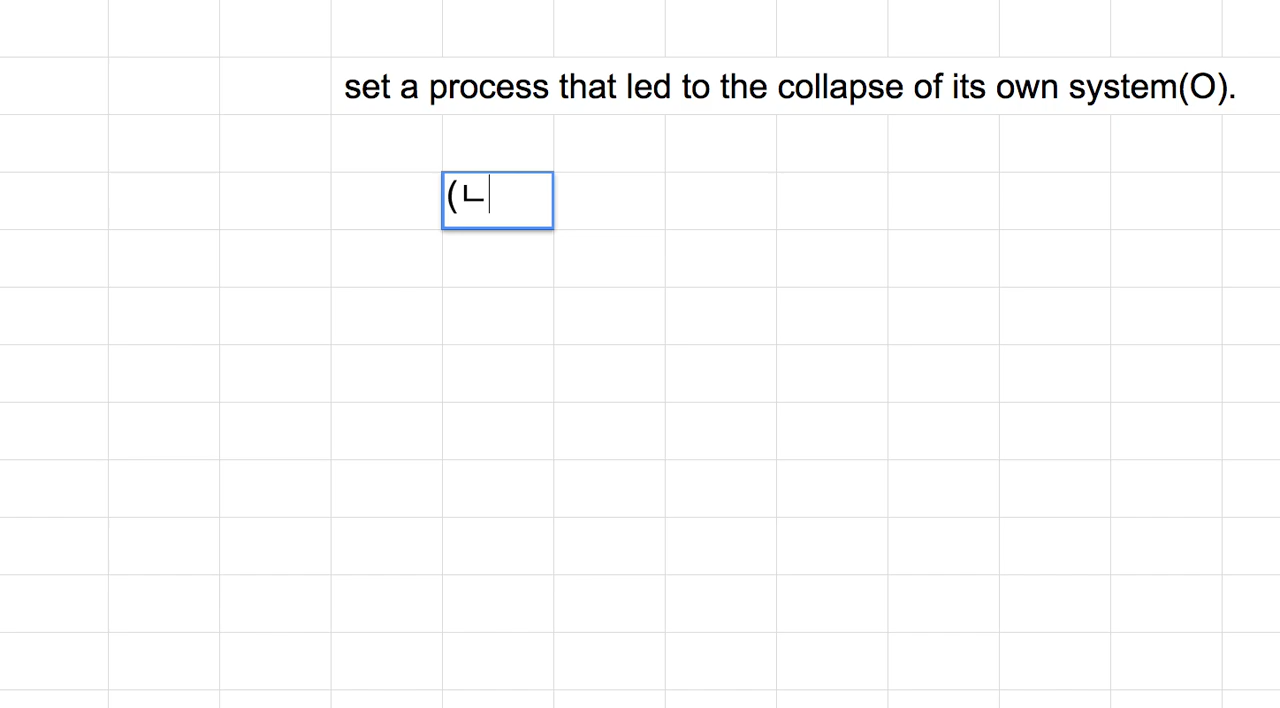 set a process that led to the collapse of its own system(O).
(ㄴ